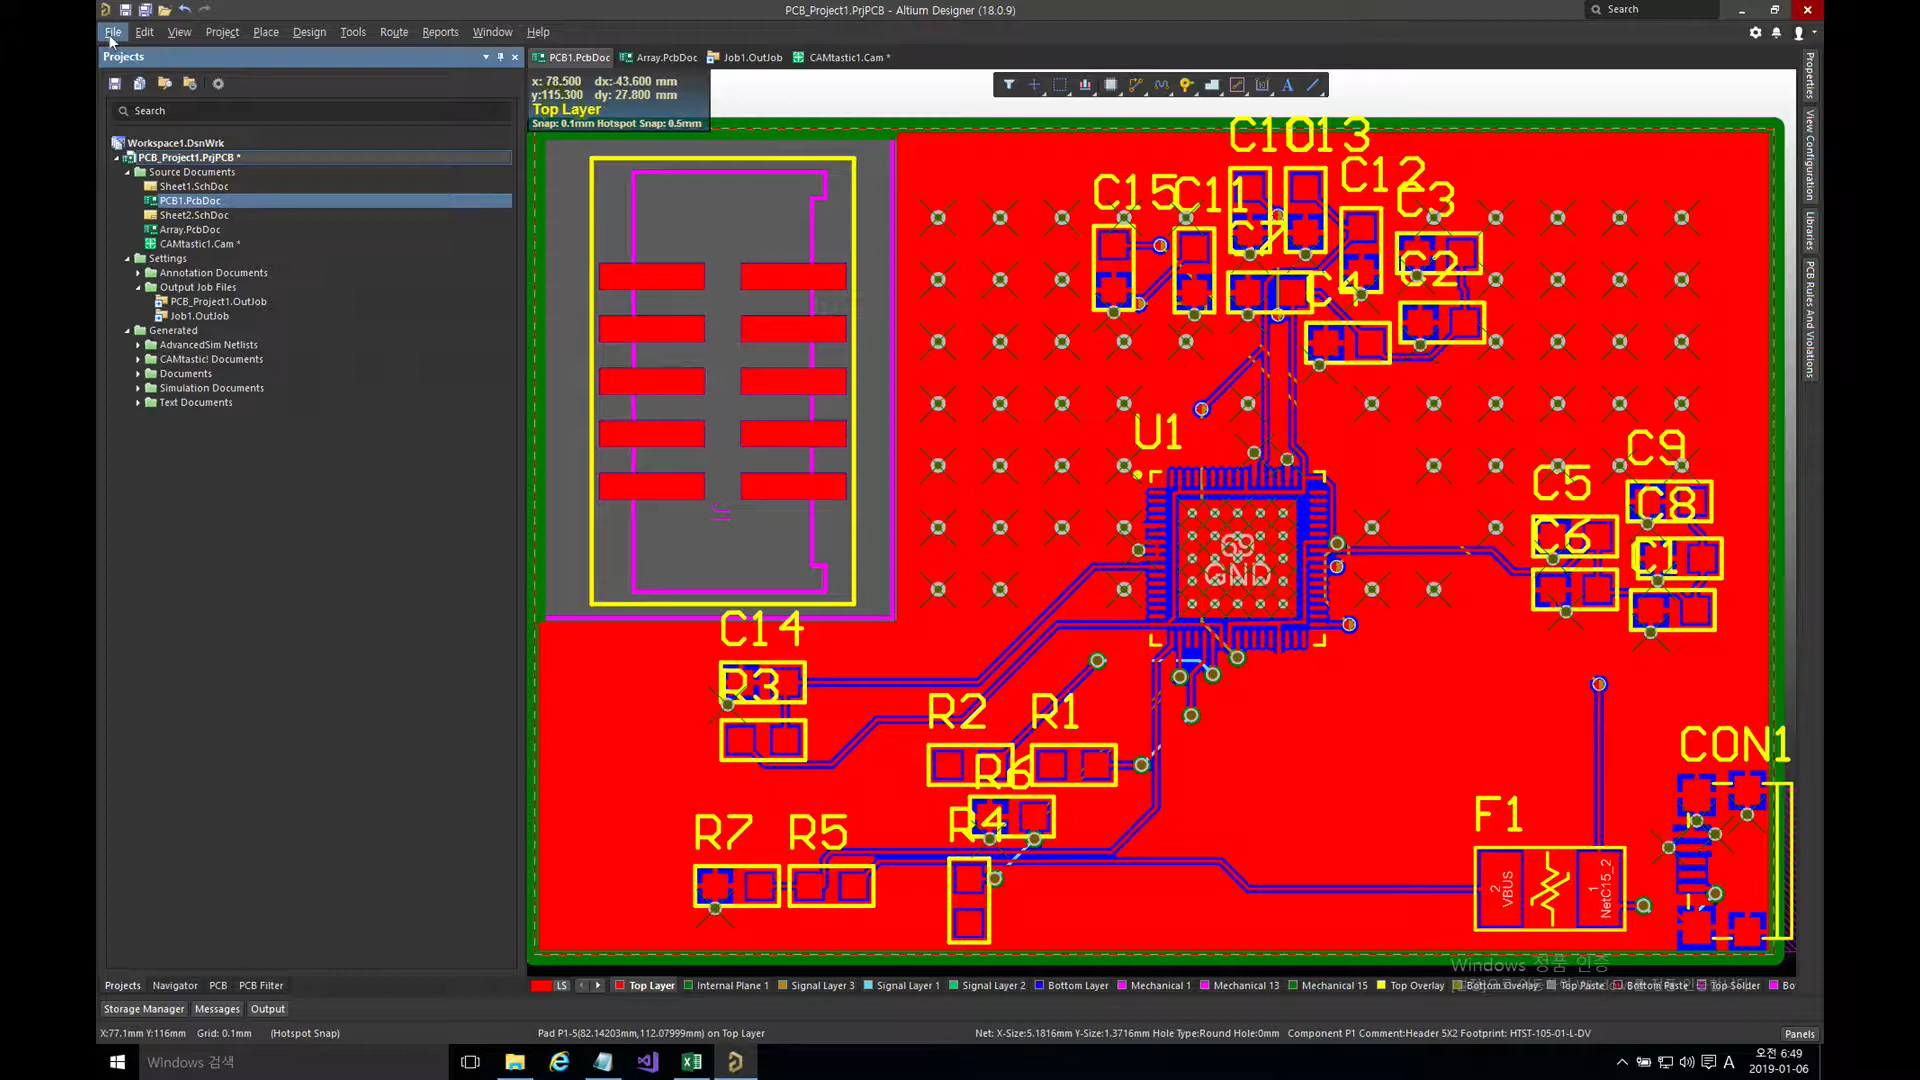 PCB_Project1.PrjPCB - Altium Designer (18.0.9)
Search
File Edit View Project Place Design Tools Route Reports Window Help
Projects
PCB1.PcbDoc Array.PcbDoc Job1.OutJob CAMtastic1.Cam *
x: 78.500 dx:-43.600 mm
y:115.300 dy: 27.800 mm
Top Layer
Snap: 0.1mm Hotspot Snap: 0.5mm
Search
Workspace1.DsnWrk
PCB_Project1.PrjPCB *
Source Documents
Sheet1.SchDoc
PCB1.PcbDoc
Sheet2.SchDoc
Array.PcbDoc
CAMtastic1.Cam *
Settings
Annotation Documents
Output Job Files
PCB_Project1.OutJob
Job1.OutJob
Generated
AdvancedSim Netlists
CAMtastic! Documents
Documents
Simulation Documents
Text Documents
Properties
View Configuration
Libraries
PCB Rules And Violations
C10 C13
C12
C15 C11
C3
C7
C2
C4
U1
C9
C5
C8
C6
C1
99
GND
C14
R3
R2 R1
R6
R4
R7 R5
CON1
F1
2
VBUS
1
NetC15_2
Windows 정품 인증
Projects Navigator PCB PCB Filter
LS Top Layer Internal Plane 1 Signal Layer 3 Signal Layer 1 Signal Layer 2 Bottom Layer Mechanical 1 Mechanical 13 Mechanical 15 Top Overlay Bottom Overlay Top Paste Bottom Paste Top Solder Bo
Storage Manager Messages Output
X:77.1mm Y:116mm Grid: 0.1mm (Hotspot Snap) Pad P1-5(82.14203mm,112.07999mm) on Top Layer Net: X-Size:5.1816mm Y-Size:1.3716mm Hole Type:Round Hole:0mm Component P1 Comment:Header 5X2 Footprint: HTST-105-01-L-DV Panels
Windows 검색
A
오전 6:49
2019-01-06